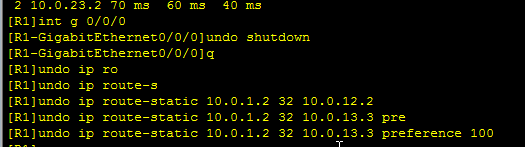 2 10.0.23.2 70 ms 60 ms 40 ms
[R1]int g 0/0/0
[R1-GigabitEthernet0/0/0]undo shutdown
[R1-GigabitEthernet0/0/0]q
[R1]undo ip ro
[R1]undo ip route-s
[R1]undo ip route-static 10.0.1.2 32 10.0.12.2
[R1]undo ip route-static 10.0.1.2 32 10.0.13.3 pre
[R1]undo ip route-static 10.0.1.2 32 10.0.13.3 preference 100
[R1]